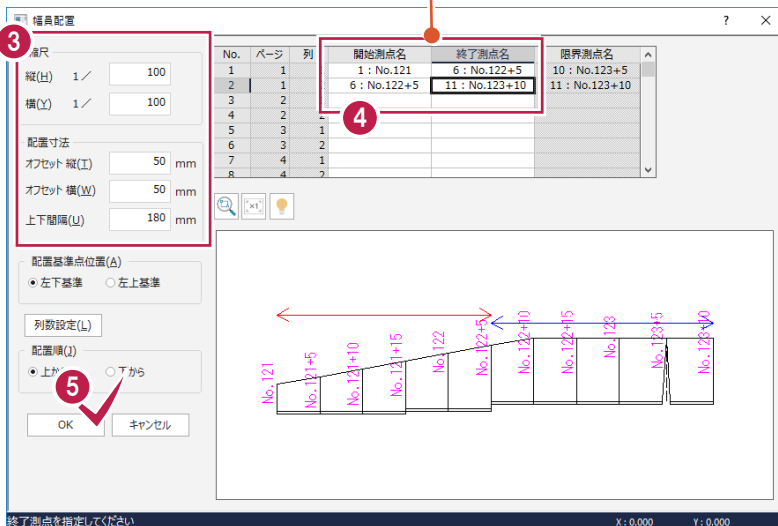 幅員配置
? ×
3
縮尺
縦(H) 1／ 100
横(Y) 1／ 100
配置寸法
オフセット 縦(T) 50 mm
オフセット 横(W) 50 mm
上下間隔(U) 180 mm
配置基準点位置(A)
左下基準 左上基準
列数設定(L)
配置順(J)
上から 下から
5
OK キャンセル
No. ページ 列 開始測点名 終了測点名 限界測点名
1 1 1：No.121 6：No.122+5 10：No.123+5
2 1 6：No.122+5 11：No.123+10 11：No.123+10
3 2
4 2 2
5 3 1
6 3 2
7 4 1
8 4 2
4
×1
No.121
No.121+5
No.121+10
No.121+15
No.122
No.122+5
No.122+10
No.122+15
No.123
No.123+5
No.123+10
終了測点を指定してください X：0.000 Y：0.000